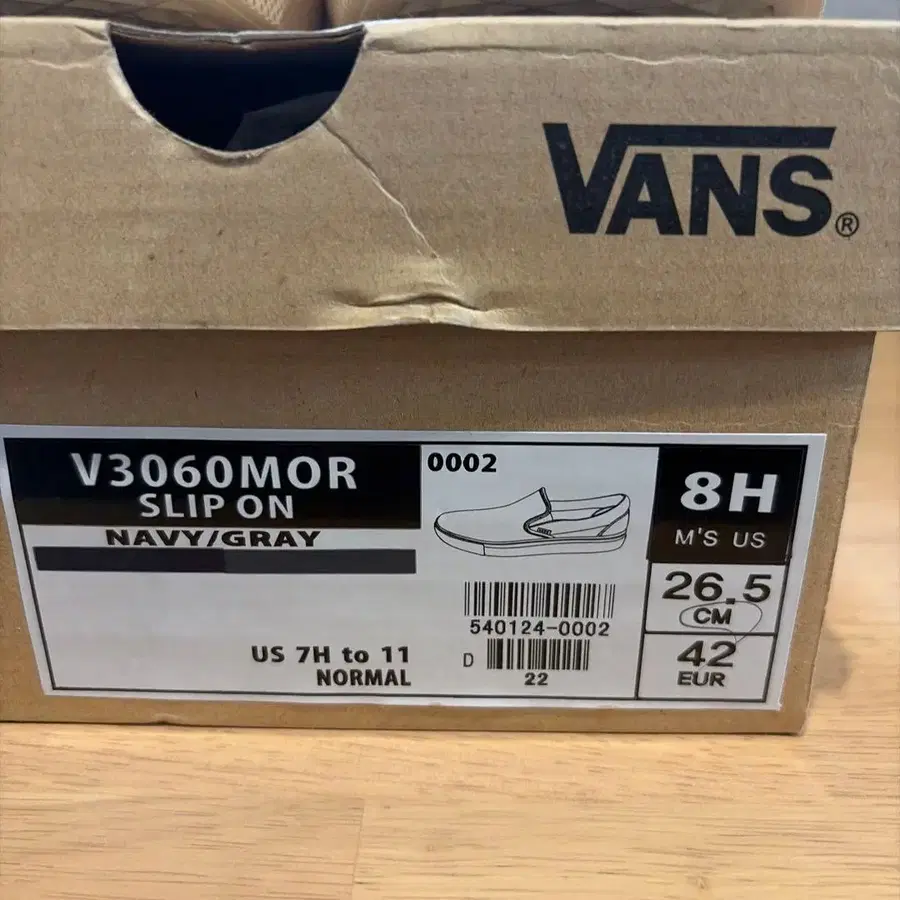 VANS®
V3060MOR
SLIP ON
NAVY/GRAY
US 7H to 11
NORMAL
0002
540124-0002
D
22
8H
M'S US
26.5
CM
42
EUR